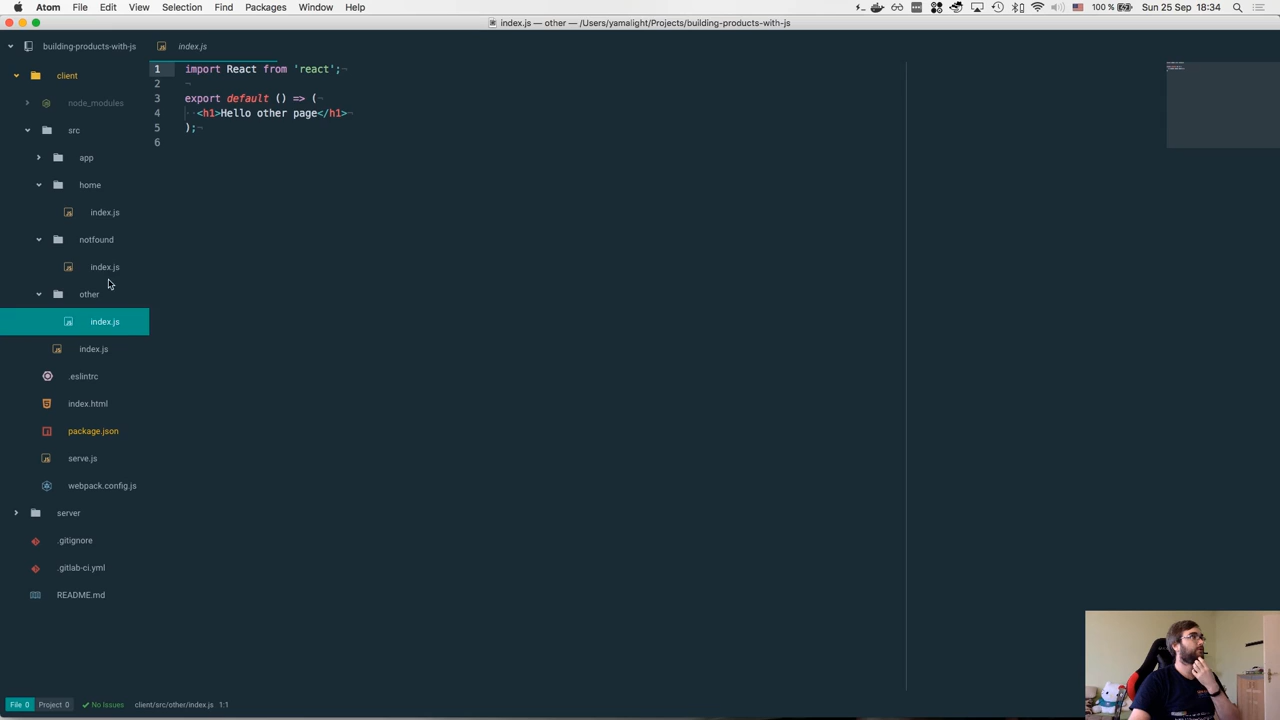 Atom File Edit View Selection Find Packages Window Help 100 % Sun 25 Sep 18:34
index.js — other — /Users/yamalight/Projects/building-products-with-js
building-products-with-js
index.js
client
node_modules
src
app
home
index.js
notfound
index.js
other
index.js
index.js
.eslintrc
index.html
package.json
serve.js
webpack.config.js
server
.gitignore
.gitlab-ci.yml
README.md
1 import React from 'react';¬
2 ¬
3 export default () => (¬
4 ··<h1>Hello other page</h1>¬
5 );¬
6
File 0 Project 0 No Issues client/src/other/index.js 1:1